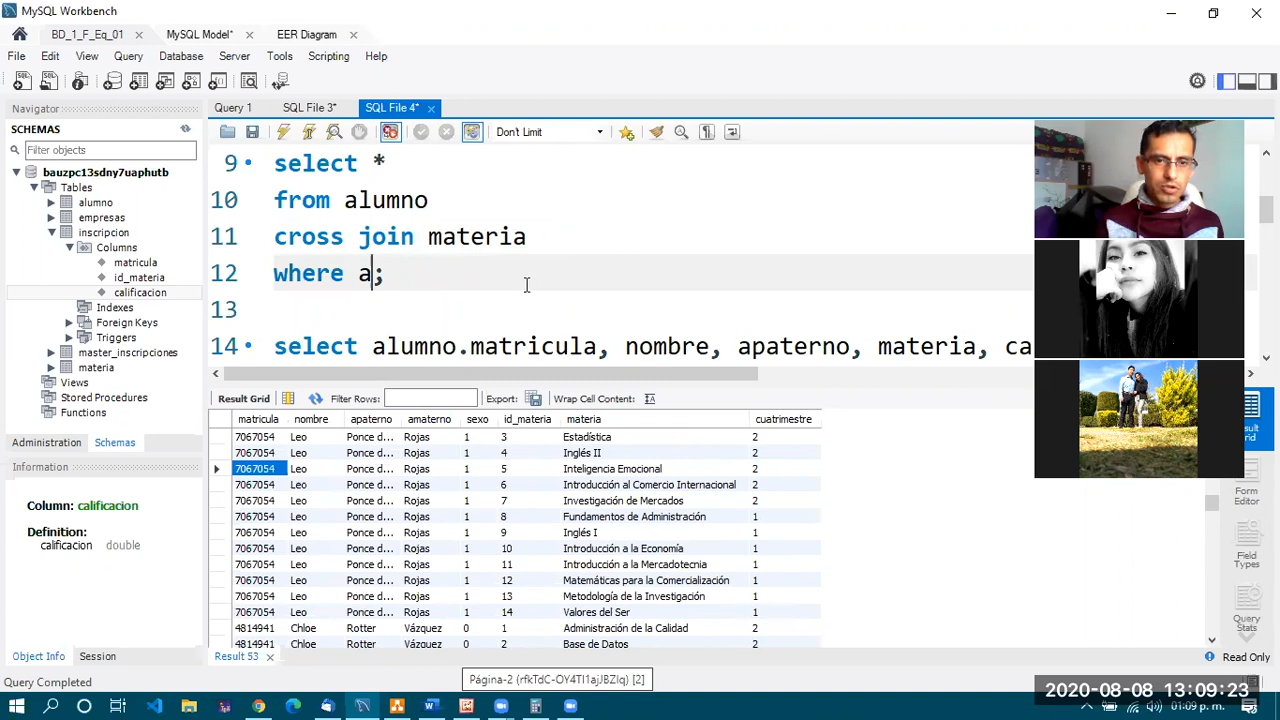 MySQL Workbench
BD_1_F_Eq_01
MySQL Model*
EER Diagram
File Edit View Query Database Server Tools Scripting Help
Navigator
SCHEMAS
Filter objects
bauzpc13sdny7uaphutb
Tables
alumno
empresas
inscripcion
Columns
matricula
id_materia
calificacion
Indexes
Foreign Keys
Triggers
master_inscripciones
materia
Views
Stored Procedures
Functions
Administration Schemas
Information
Column: calificacion
Definition:
calificacion double
Object Info Session
Query Completed
Query 1 SQL File 3* SQL File 4*
Don't Limit
9 select *
10 from alumno
11 cross join materia
12 where a;
13
14 select alumno.matricula, nombre, apaterno, materia, ca
Result Grid Filter Rows: Export: Wrap Cell Content:
matricula nombre apaterno amaterno sexo id_materia materia cuatrimestre
7067054 Leo Ponce d... Rojas 1 3 Estadística 2
7067054 Leo Ponce d... Rojas 1 4 Inglés II 2
7067054 Leo Ponce d... Rojas 1 5 Inteligencia Emocional 2
7067054 Leo Ponce d... Rojas 1 6 Introducción al Comercio Internacional 2
7067054 Leo Ponce d... Rojas 1 7 Investigación de Mercados 2
7067054 Leo Ponce d... Rojas 1 8 Fundamentos de Administración 1
7067054 Leo Ponce d... Rojas 1 9 Inglés I 1
7067054 Leo Ponce d... Rojas 1 10 Introducción a la Economía 1
7067054 Leo Ponce d... Rojas 1 11 Introducción a la Mercadotecnia 1
7067054 Leo Ponce d... Rojas 1 12 Matemáticas para la Comercialización 1
7067054 Leo Ponce d... Rojas 1 13 Metodología de la Investigación 1
7067054 Leo Ponce d... Rojas 1 14 Valores del Ser 1
4814941 Chloe Rotter Vázquez 0 1 Administración de la Calidad 2
4814941 Chloe Rotter Vázquez 0 2 Base de Datos 2
Result 53
Read Only
sult
Grid
Form
Editor
Field
Types
Query
Stats
2020-08-08 13:09:23
01:09 p. m.